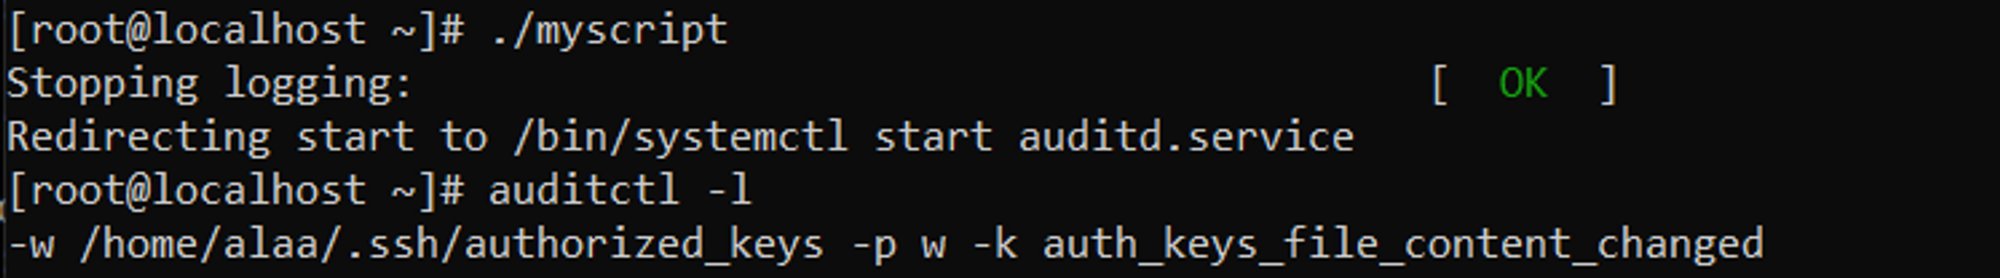 [root@localhost ~]# ./myscript
Stopping logging: [  OK  ]
Redirecting start to /bin/systemctl start auditd.service
[root@localhost ~]# auditctl -l
-w /home/alaa/.ssh/authorized_keys -p w -k auth_keys_file_content_changed